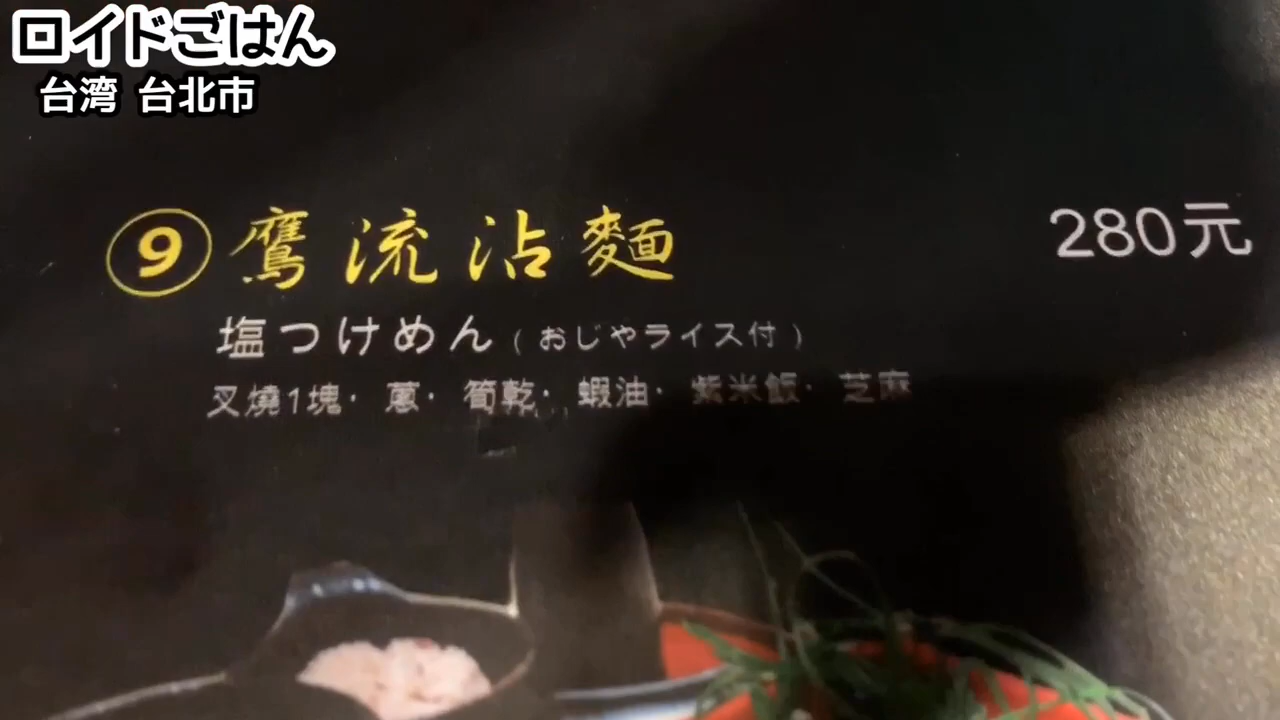 ロイドごはん
台湾 台北市
⑨ 鷹流沾麵 280元
塩つけめん（おじやライス付）
叉燒1塊・蔥・筍乾・蝦油・紫米飯・芝麻